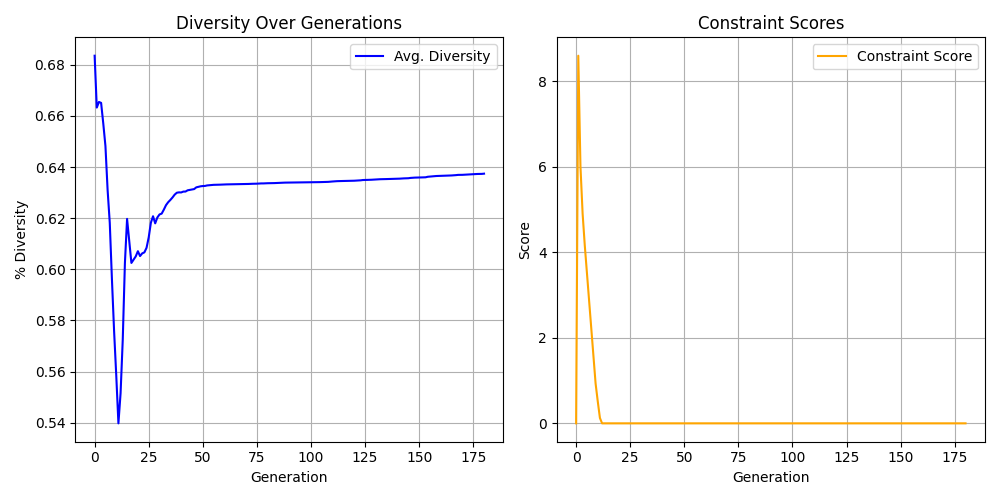 Diversity Over Generations
Avg. Diversity
% Diversity
0.68
0.66
0.64
0.62
0.60
0.58
0.56
0.54
0 25 50 75 100 125 150 175
Generation
Constraint Scores
Constraint Score
Score
8
6
4
2
0
0 25 50 75 100 125 150 175
Generation